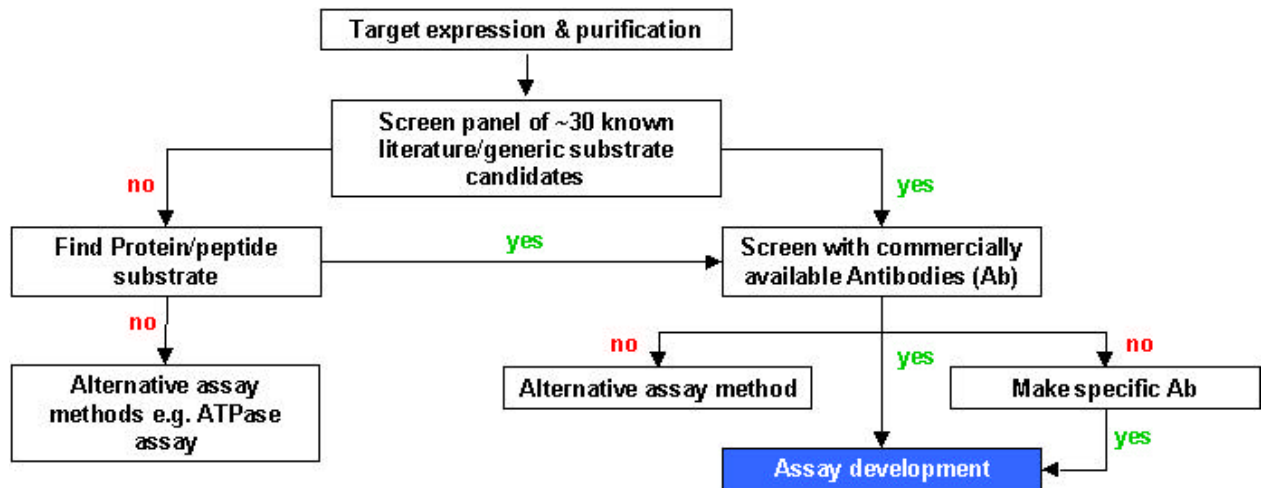 Target expression & purification
Screen panel of ~30 known
literature/generic substrate
candidates
no
yes
Find Protein/peptide
substrate
yes
Screen with commercially
available Antibodies (Ab)
no
no
yes
no
Alternative assay
methods e.g. ATPase
assay
Alternative assay method
Make specific Ab
yes
Assay development